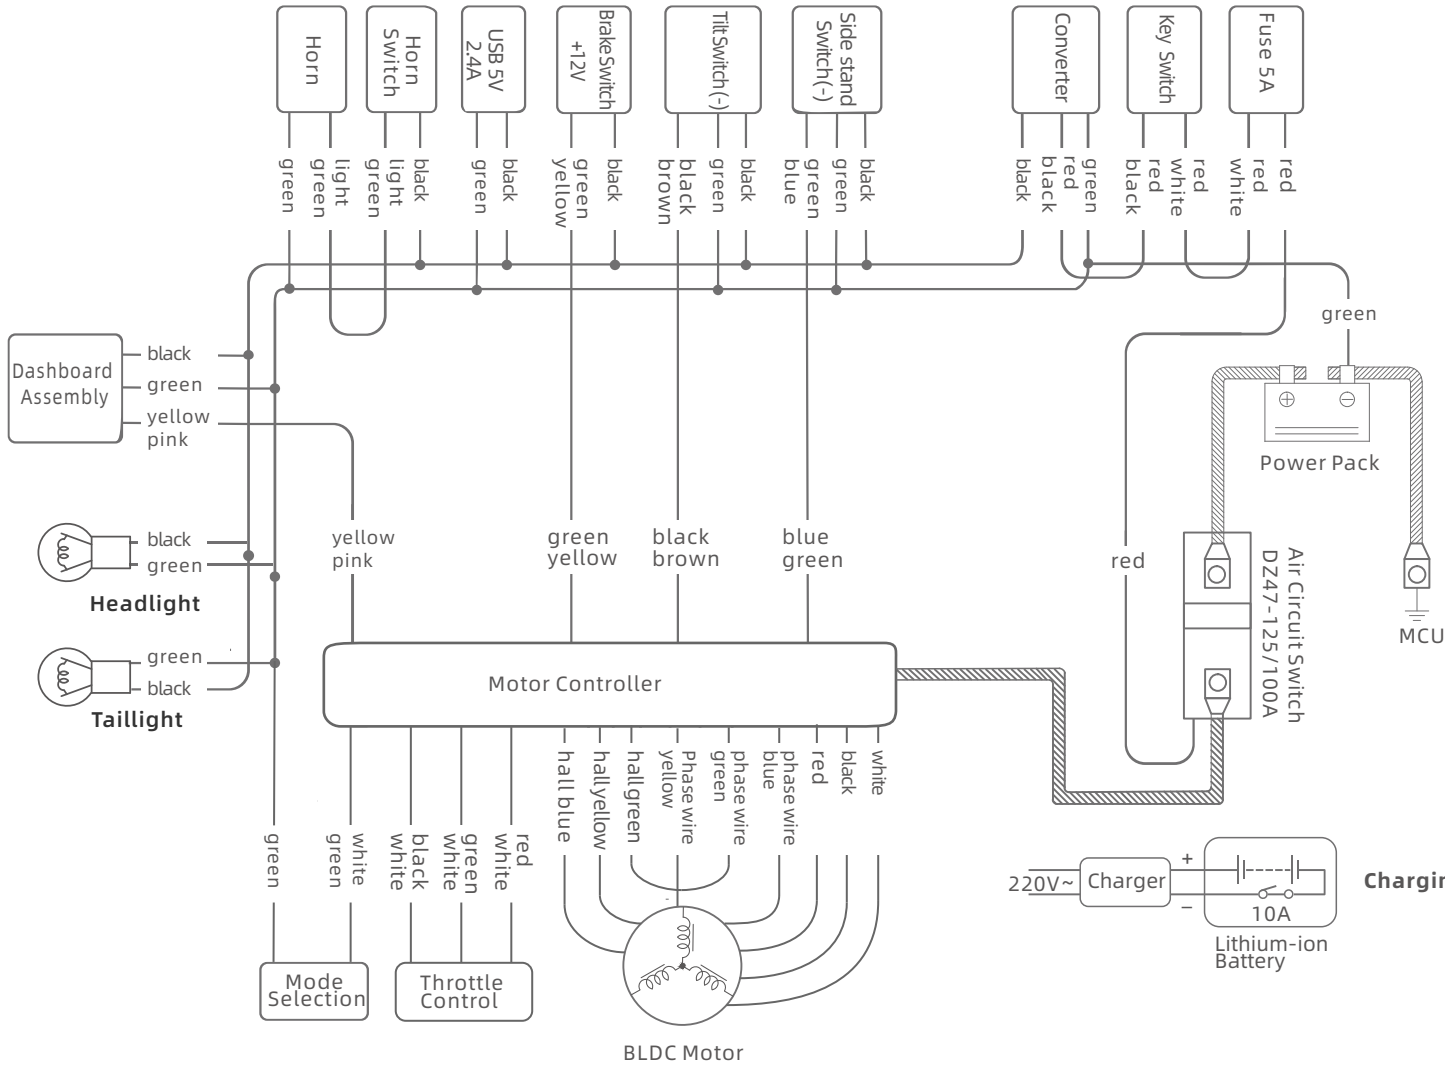 Horn
Horn
Switch
USB 5V
2.4A
BrakeSwitch
+12V
TiltSwitch(-)
Side stand
Switch(-)
Converter
Key Switch
Fuse 5A
green
light
green
light
green
black
green
black
green
yellow
black
black
brown
green
black
green
blue
green
black
black
red
black
green
red
black
red
white
red
white
red
green
Dashboard
Assembly
black
green
yellow
pink
+
−
Power Pack
black
green
Headlight
yellow
pink
green
yellow
black
brown
blue
green
red
Air Circuit Switch
DZ47-125/100A
MCU
green
black
Taillight
Motor Controller
hall blue
hall yellow
hall green
Phase wire
yellow
phase wire
green
phase wire
blue
red
black
white
green
white
green
black
white
green
white
red
white
220V~
Charger
+
−
10A
Lithium-ion
Battery
Chargin
Mode
Selection
Throttle
Control
BLDC Motor